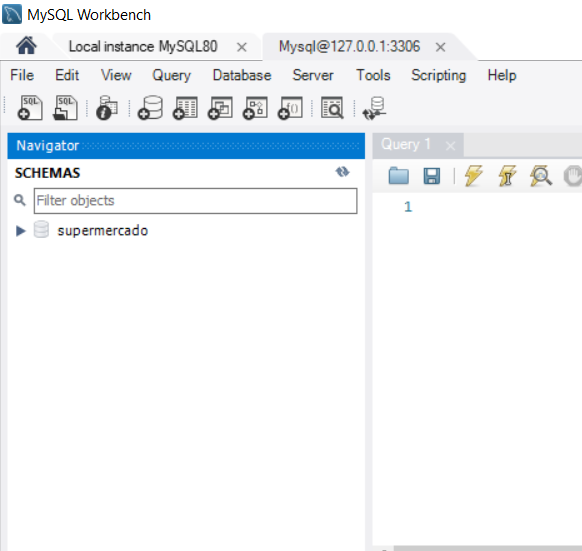 MySQL Workbench
Local instance MySQL80 Mysql@127.0.0.1:3306
File Edit View Query Database Server Tools Scripting Help
SQL SQL
Navigator Query 1
SCHEMAS
Filter objects
1
supermercado